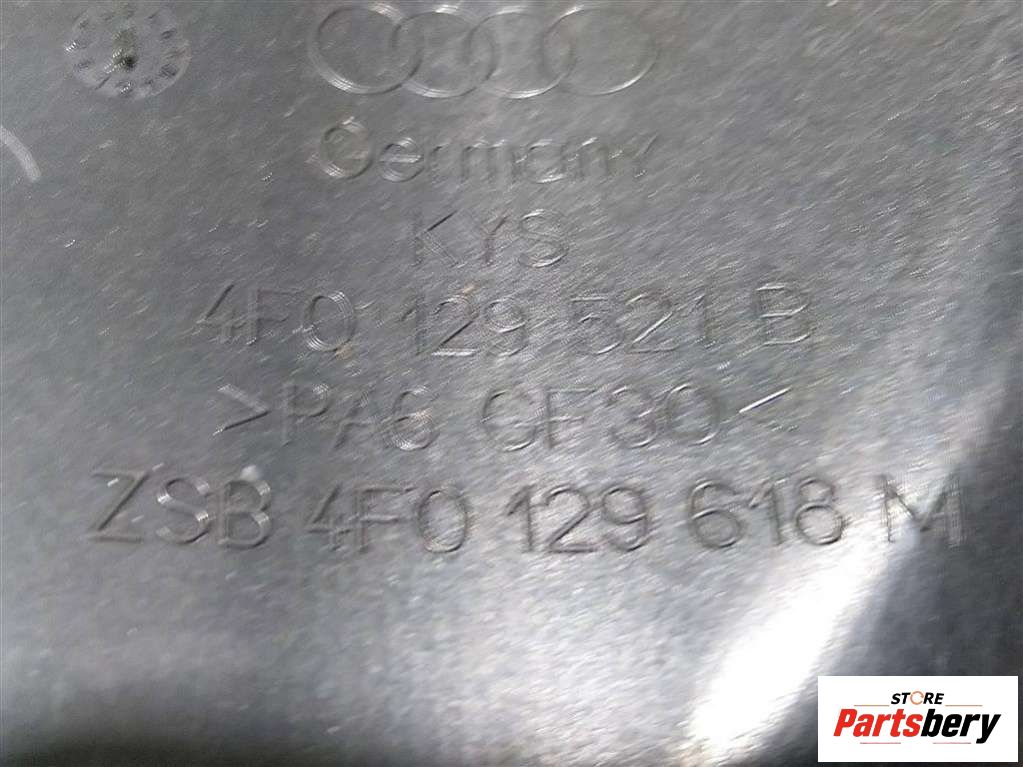 Germany
KYS
4F0 129 521 B
>PA6 GF30<
ZSB 4F0 129 618 M
STORE
Partsbery